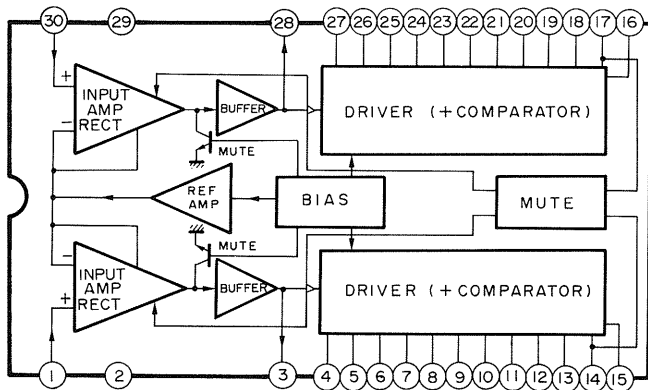 30 29 28 27 26 25 24 23 22 21 20 19 18 17 16
+
INPUT
AMP
RECT
−
BUFFER
DRIVER (+COMPARATOR)
MUTE
REF
AMP
BIAS
MUTE
MUTE
−
INPUT
AMP
RECT
+
BUFFER
DRIVER (+COMPARATOR)
1 2 3 4 5 6 7 8 9 10 11 12 13 14 15